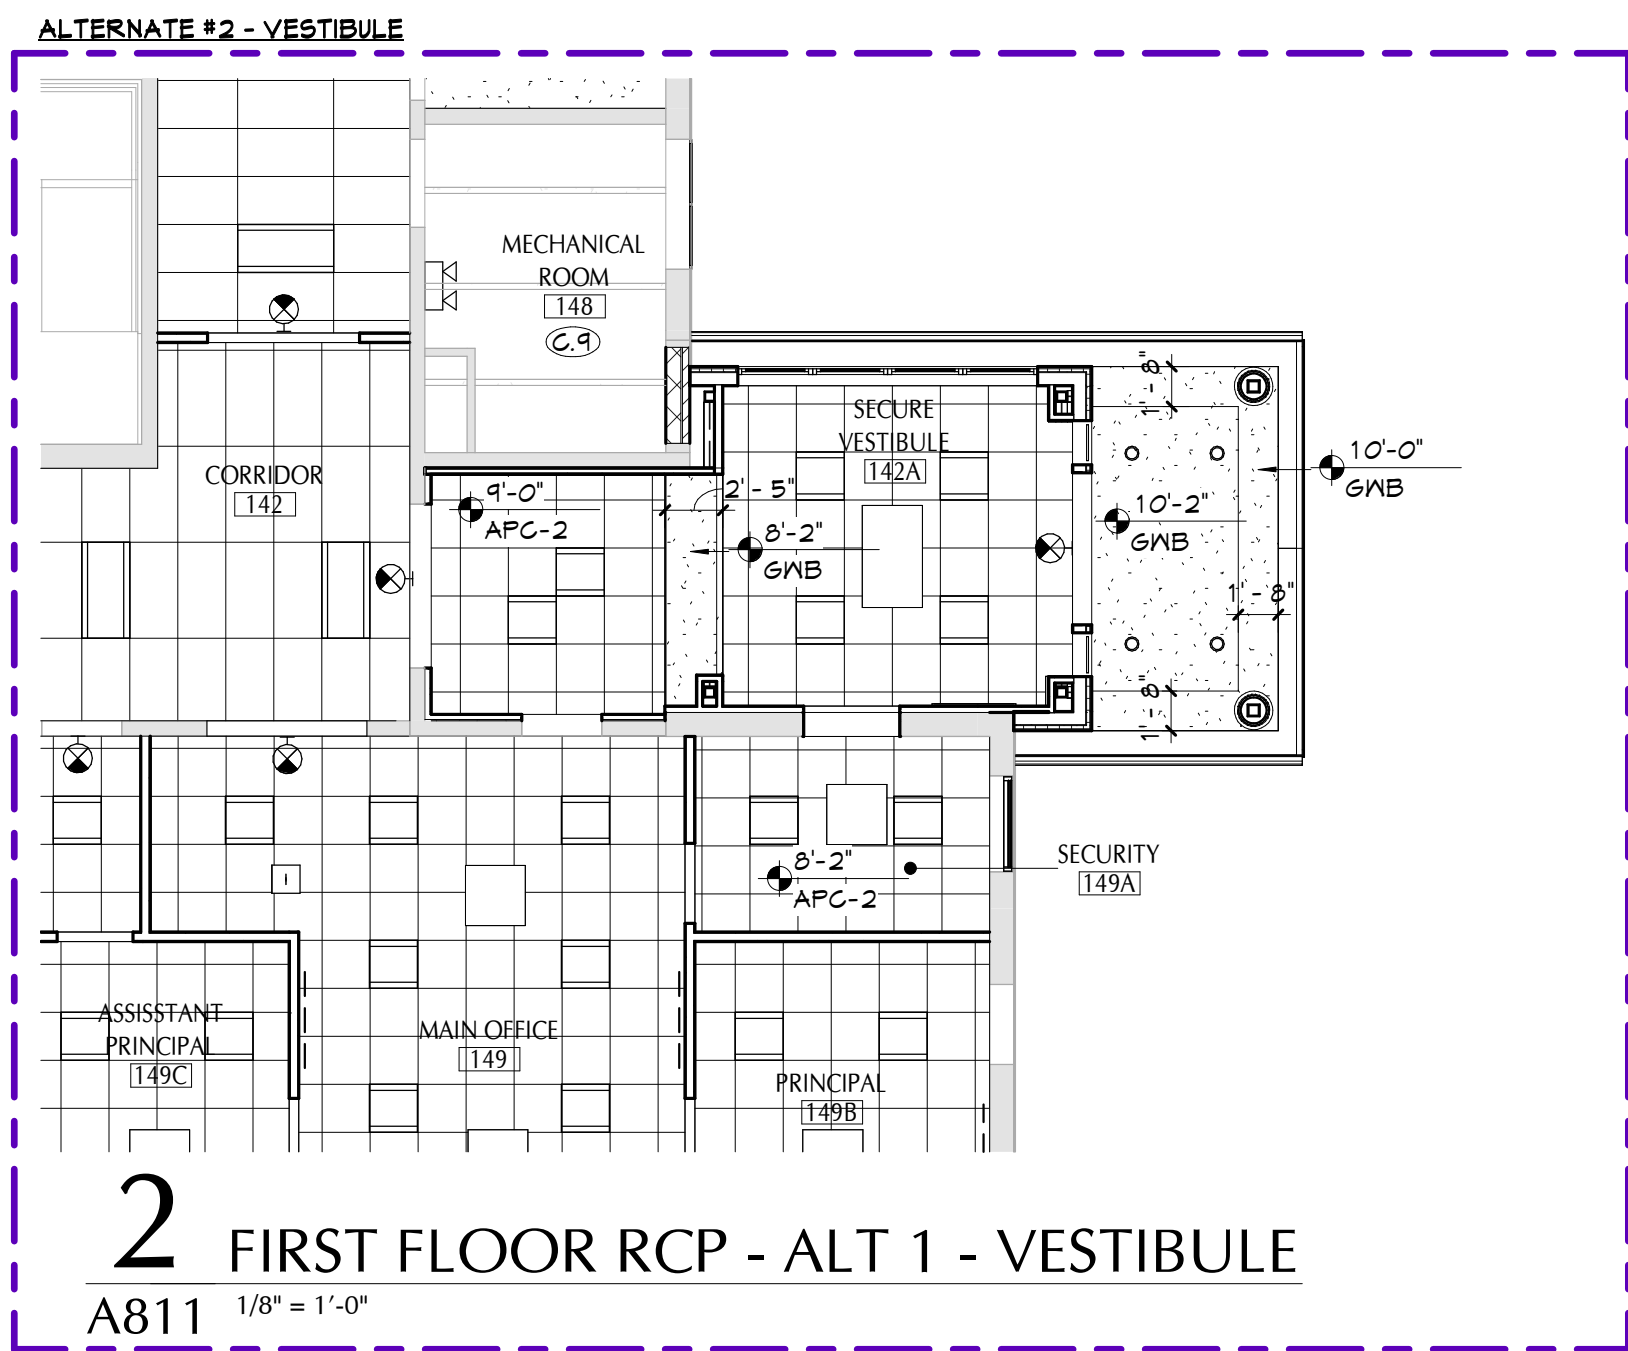 ALTERNATE #2 - VESTIBULE
MECHANICAL
ROOM
148
C.9
SECURE
VESTIBULE
142A
1' - 8"
10'-0"
GWB
CORRIDOR
142
9'-0"
APC-2
2' - 5"
8'-2"
GWB
10'-2"
GWB
1' - 8"
1' - 8"
8'-2"
APC-2
SECURITY
149A
I
ASSISSTANT
PRINCIPAL
149C
MAIN OFFICE
149
PRINCIPAL
149B
2
FIRST FLOOR RCP - ALT 1 - VESTIBULE
A811
1/8" = 1'-0"